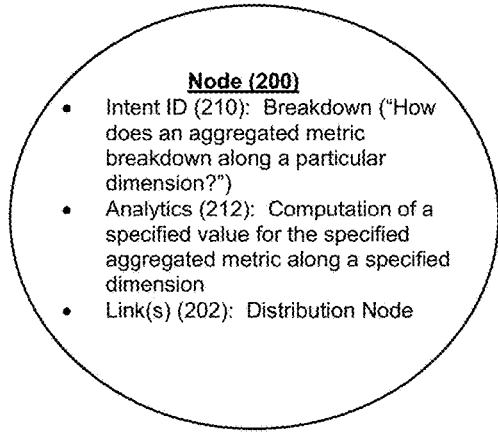 Node (200)
• Intent ID (210): Breakdown (“How
does an aggregated metric
breakdown along a particular
dimension?”)
• Analytics (212): Computation of a
specified value for the specified
aggregated metric along a specified
dimension
• Link(s) (202): Distribution Node